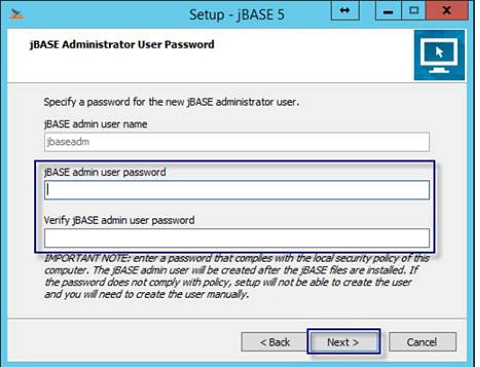 Setup - jBASE 5
jBASE Administrator User Password
Specify a password for the new jBASE administrator user.
jBASE admin user name
jbaseadm
jBASE admin user password
Verify jBASE admin user password
IMPORTANT NOTE: enter a password that complies with the local security policy of this
computer. The jBASE admin user will be created after the jBASE files are installed. If
the password does not comply with policy, setup will not be able to create the user
and you will need to create the user manually.
< Back Next > Cancel